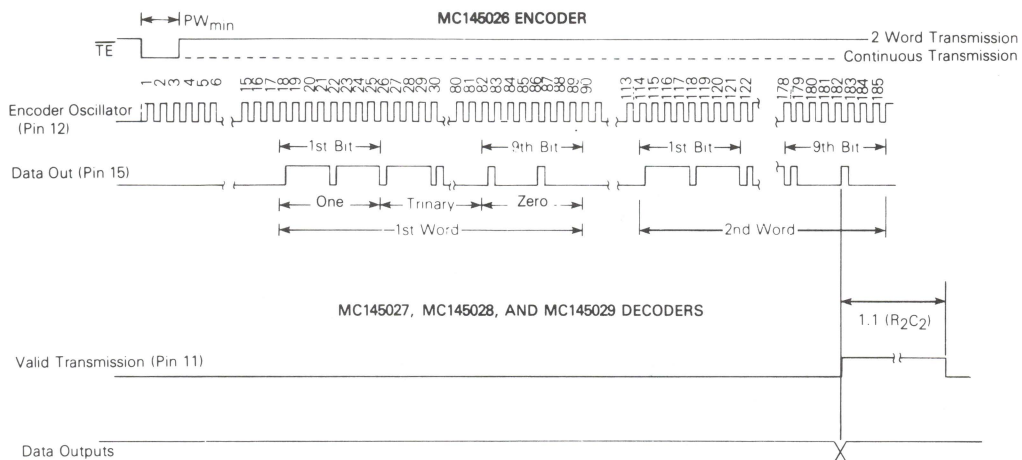 MC145026 ENCODER
PWmin
TE
2 Word Transmission
Continuous Transmission
1 2 3 4 5 6 15 16 17 18 19 20 21 22 23 24 25 26 27 28 29 30 80 81 82 83 84 85 86 87 88 89 90 113 114 115 116 117 118 119 120 121 122 178 179 180 181 182 183 184 185
Encoder Oscillator
(Pin 12)
1st Bit 9th Bit 1st Bit 9th Bit
Data Out (Pin 15)
One Trinary Zero
1st Word 2nd Word
MC145027, MC145028, AND MC145029 DECODERS
1.1 (R2C2)
Valid Transmission (Pin 11)
Data Outputs